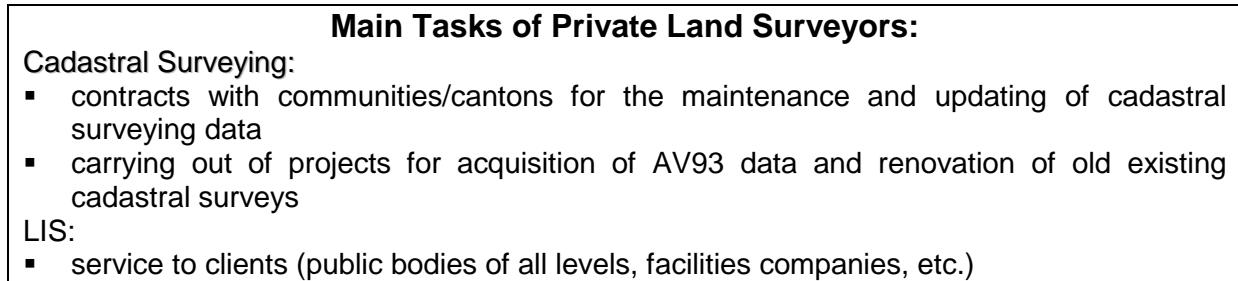 Main Tasks of Private Land Surveyors:
Cadastral Surveying:
▪ contracts with communities/cantons for the maintenance and updating of cadastral
surveying data
▪ carrying out of projects for acquisition of AV93 data and renovation of old existing
cadastral surveys
LIS:
▪ service to clients (public bodies of all levels, facilities companies, etc.)